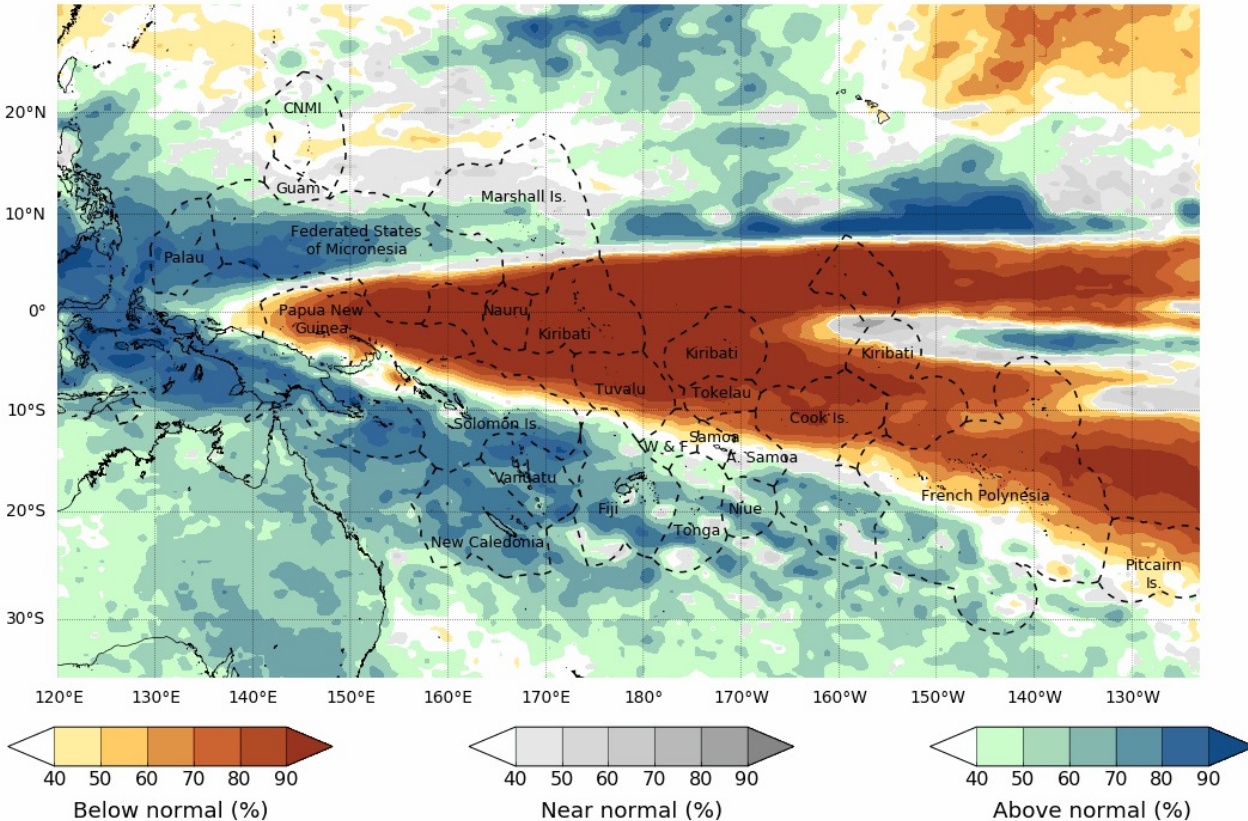 20°N
10°N
0°
10°S
20°S
30°S
CNMI
Guam
Marshall Is.
Federated States
of Micronesia
Palau
Papua New
Guinea
Nauru
Kiribati
Kiribati
Kiribati
Tuvalu
Tokelau
Cook Is.
Solomon Is.
Samoa
W & F
A. Samoa
Vanuatu
Fiji
Niue
French Polynesia
Tonga
New Caledonia
Pitcairn
Is.
120°E 130°E 140°E 150°E 160°E 170°E 180° 170°W 160°W 150°W 140°W 130°W
40 50 60 70 80 90
Below normal (%)
40 50 60 70 80 90
Near normal (%)
40 50 60 70 80 90
Above normal (%)